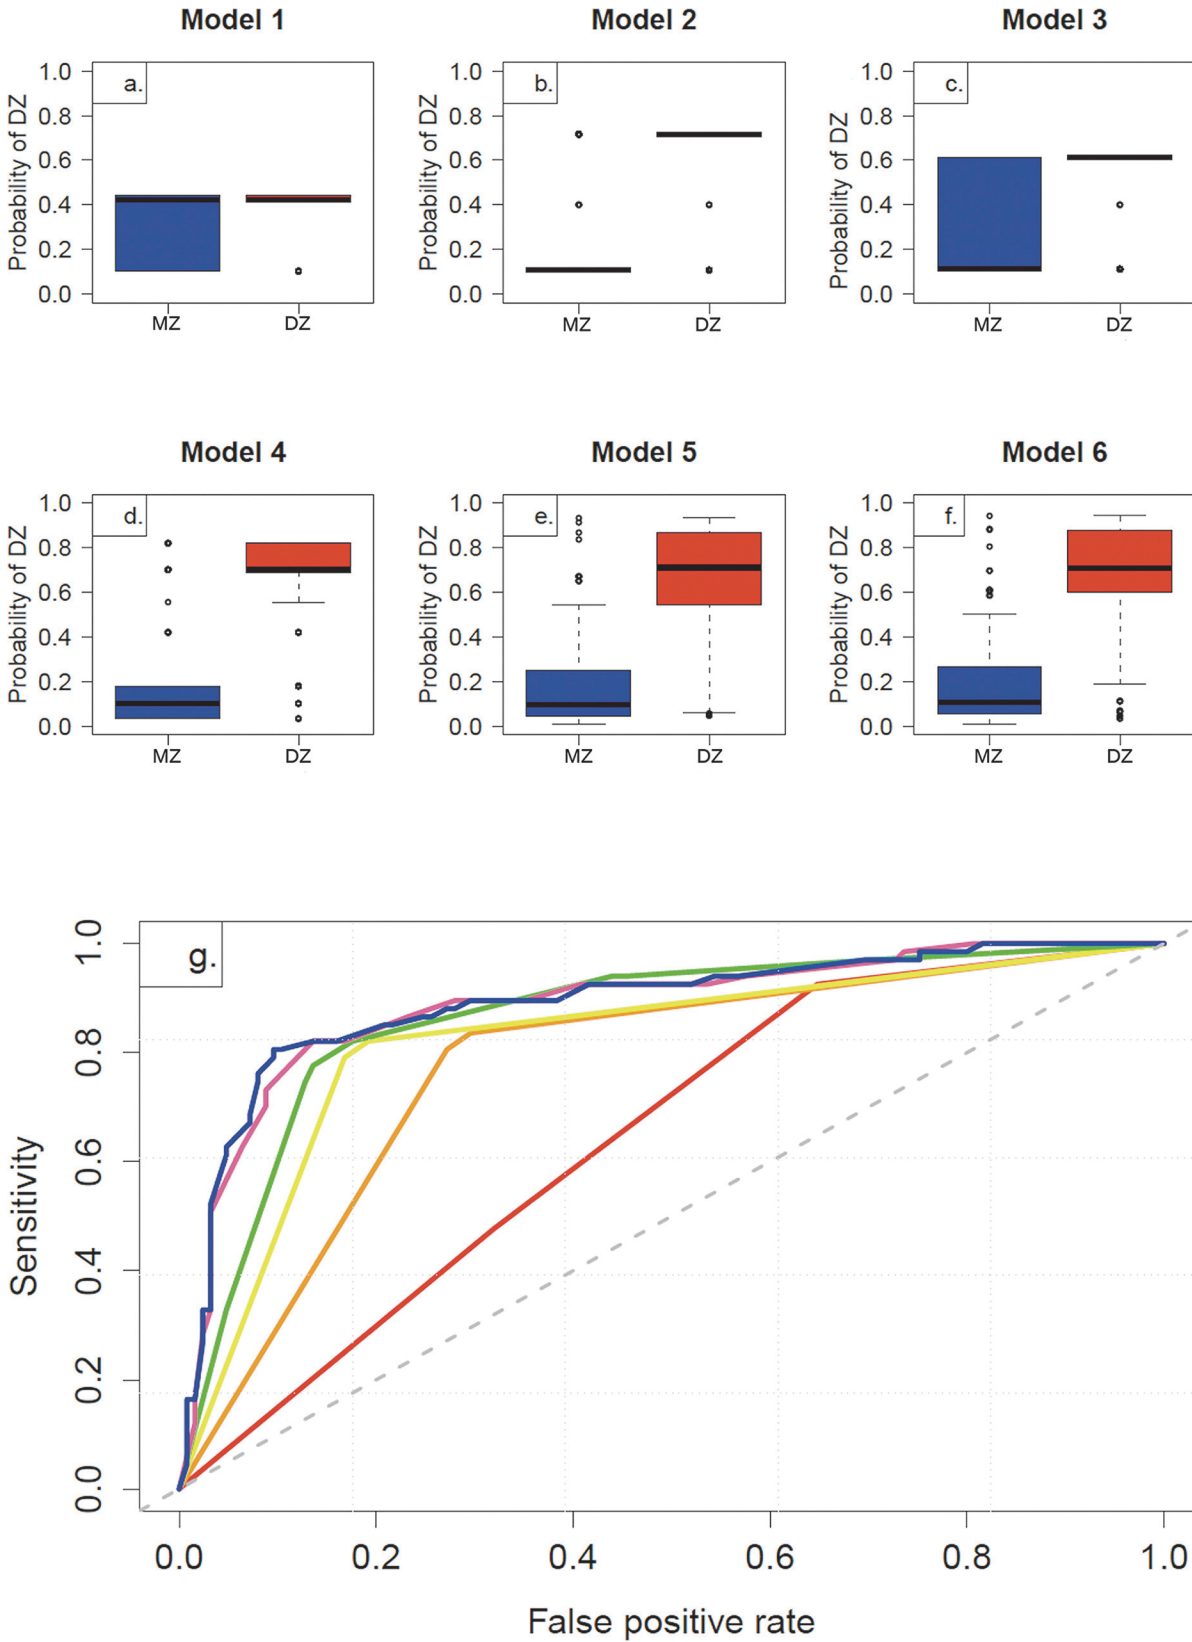 Model 1
Model 2
Model 3
a.
b.
c.
Probability of DZ
1.0
0.8
0.6
0.4
0.2
0.0
MZ
DZ
Probability of DZ
1.0
0.8
0.6
0.4
0.2
0.0
MZ
DZ
Probability of DZ
1.0
0.8
0.6
0.4
0.2
0.0
MZ
DZ
Model 4
Model 5
Model 6
d.
e.
f.
Probability of DZ
1.0
0.8
0.6
0.4
0.2
0.0
MZ
DZ
Probability of DZ
1.0
0.8
0.6
0.4
0.2
0.0
MZ
DZ
Probability of DZ
1.0
0.8
0.6
0.4
0.2
0.0
MZ
DZ
g.
Sensitivity
1.0
0.8
0.6
0.4
0.2
0.0
0.0 0.2 0.4 0.6 0.8 1.0
False positive rate